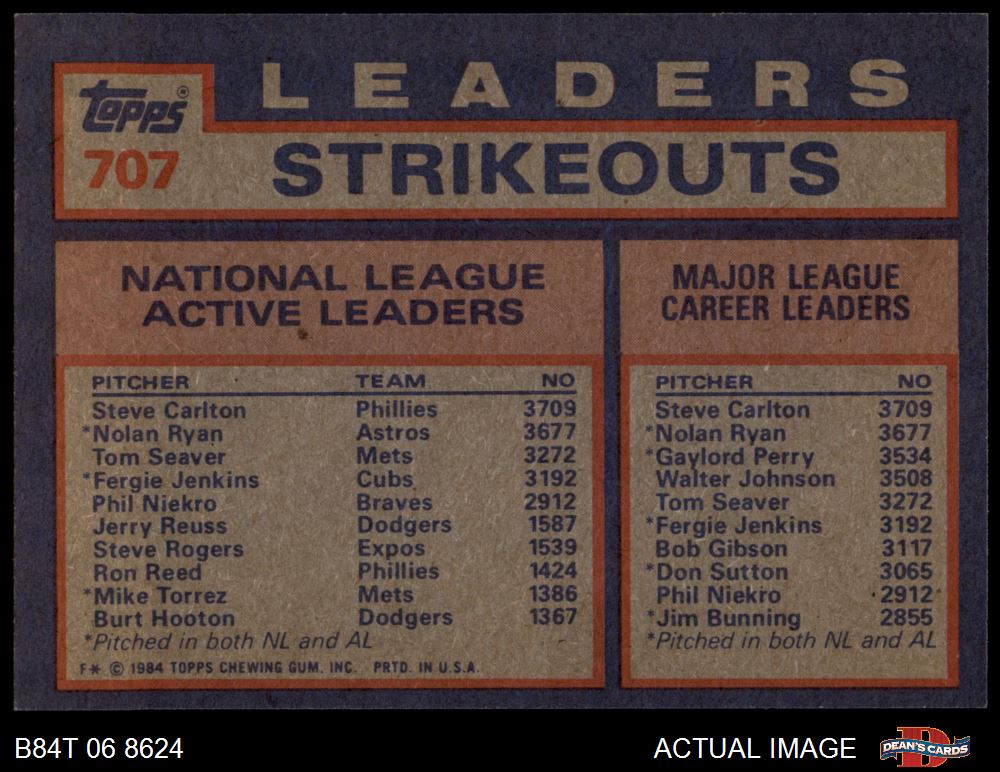 LEADERS
topps®
707
STRIKEOUTS
NATIONAL LEAGUE
ACTIVE LEADERS
PITCHER TEAM NO
Steve Carlton Phillies 3709
*Nolan Ryan Astros 3677
Tom Seaver Mets 3272
*Fergie Jenkins Cubs 3192
Phil Niekro Braves 2912
Jerry Reuss Dodgers 1587
Steve Rogers Expos 1539
Ron Reed Phillies 1424
*Mike Torrez Mets 1386
Burt Hooton Dodgers 1367
*Pitched in both NL and AL
F* © 1984 TOPPS CHEWING GUM, INC. PRTD. IN U.S.A.
MAJOR LEAGUE
CAREER LEADERS
PITCHER NO
Steve Carlton 3709
*Nolan Ryan 3677
*Gaylord Perry 3534
Walter Johnson 3508
Tom Seaver 3272
*Fergie Jenkins 3192
Bob Gibson 3117
*Don Sutton 3065
Phil Niekro 2912
*Jim Bunning 2855
*Pitched in both NL and AL
B84T 06 8624
ACTUAL IMAGE
D
DEAN'S CARDS